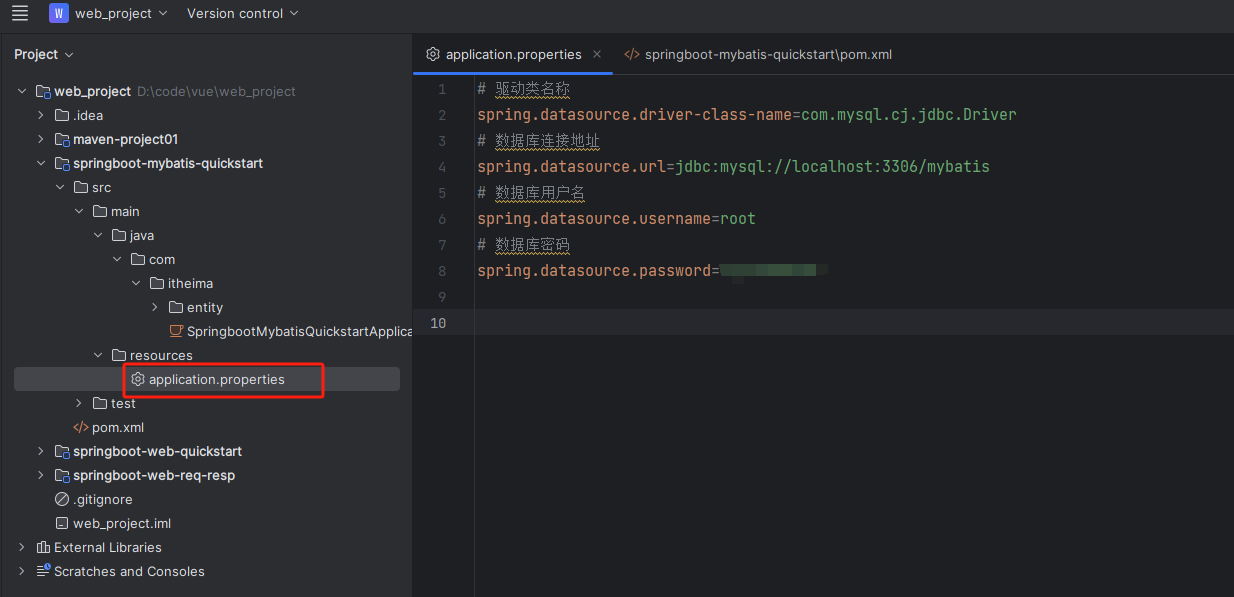 W web_project Version control
Project
web_project D:\code\vue\web_project
.idea
maven-project01
springboot-mybatis-quickstart
src
main
java
com
itheima
entity
SpringbootMybatisQuickstartApplica
resources
application.properties
test
pom.xml
springboot-web-quickstart
springboot-web-req-resp
.gitignore
web_project.iml
External Libraries
Scratches and Consoles
application.properties springboot-mybatis-quickstart\pom.xml
1 # 驱动类名称
2 spring.datasource.driver-class-name=com.mysql.cj.jdbc.Driver
3 # 数据库连接地址
4 spring.datasource.url=jdbc:mysql://localhost:3306/mybatis
5 # 数据库用户名
6 spring.datasource.username=root
7 # 数据库密码
8 spring.datasource.password=
9
10